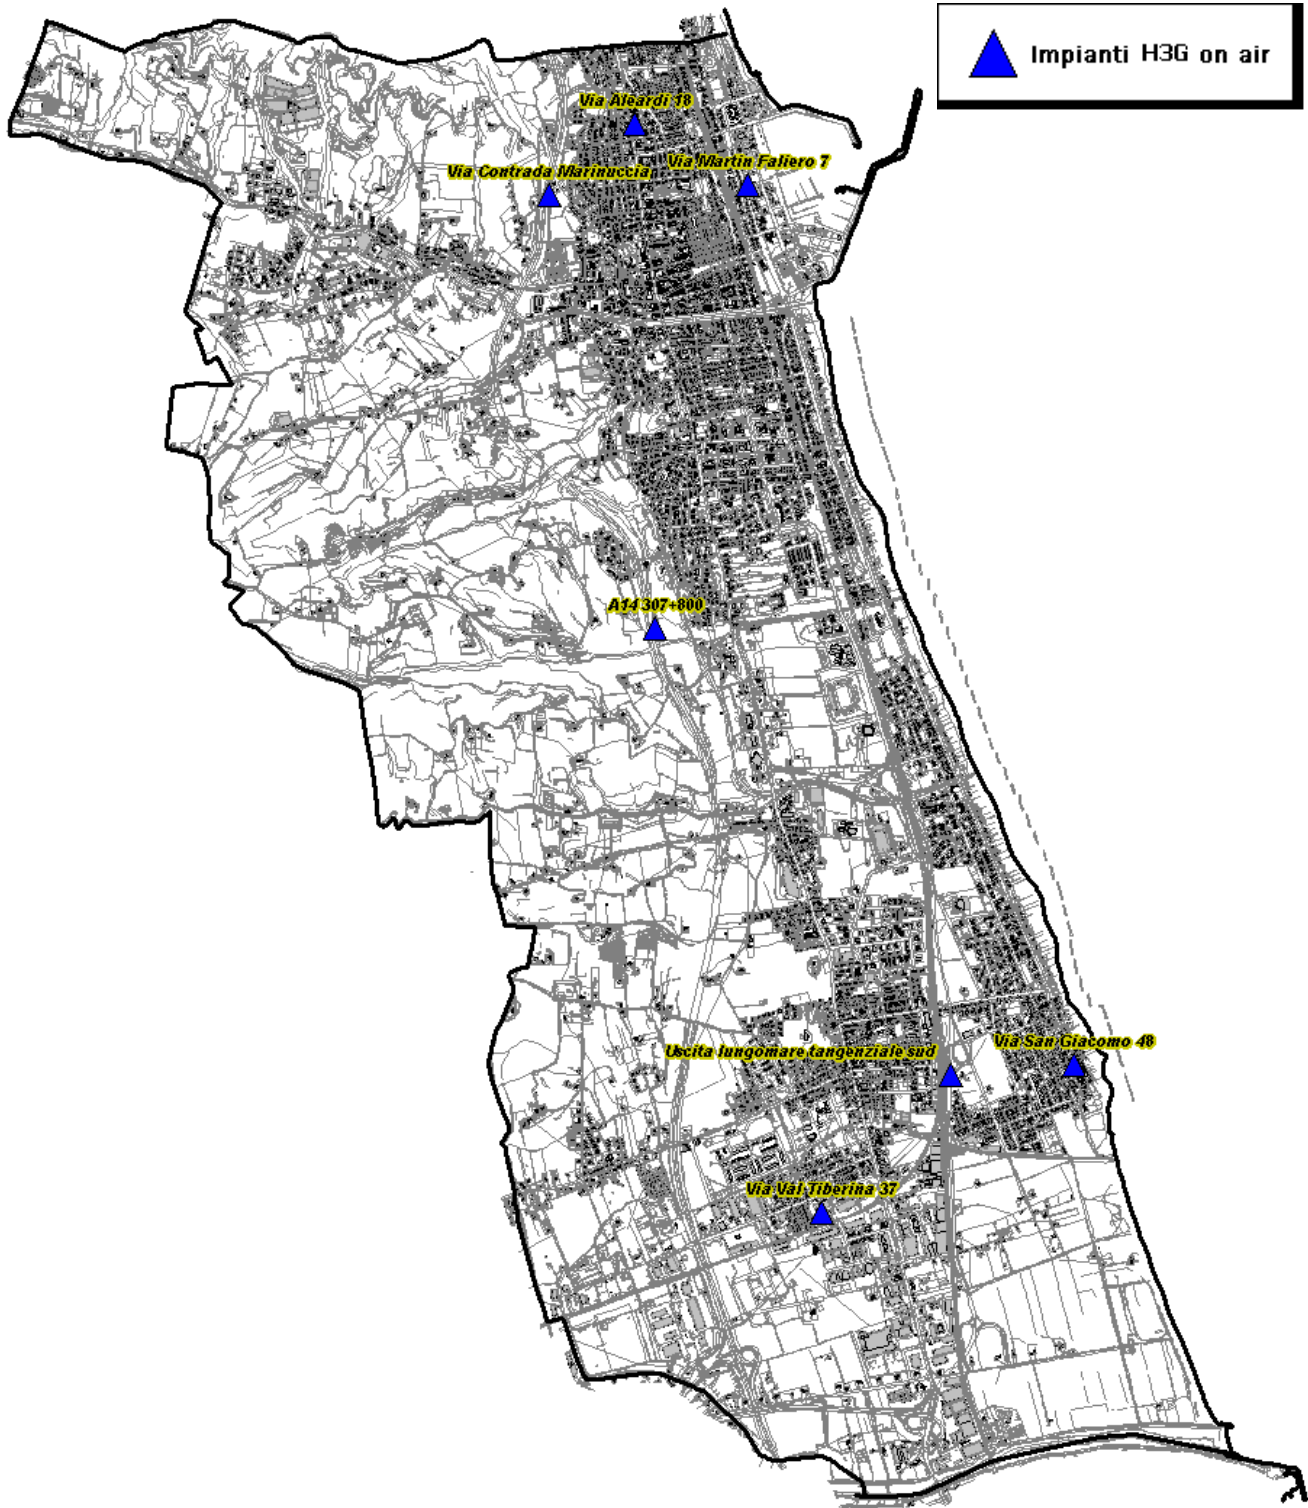 Impianti H3G on air
Via Aleardi 18
Via Martin Faliero 7
Via Contrada Marinuccia
A14 307+800
Via San Giacomo 48
Uscita lungomare tangenziale sud
Via Val Tiberina 37